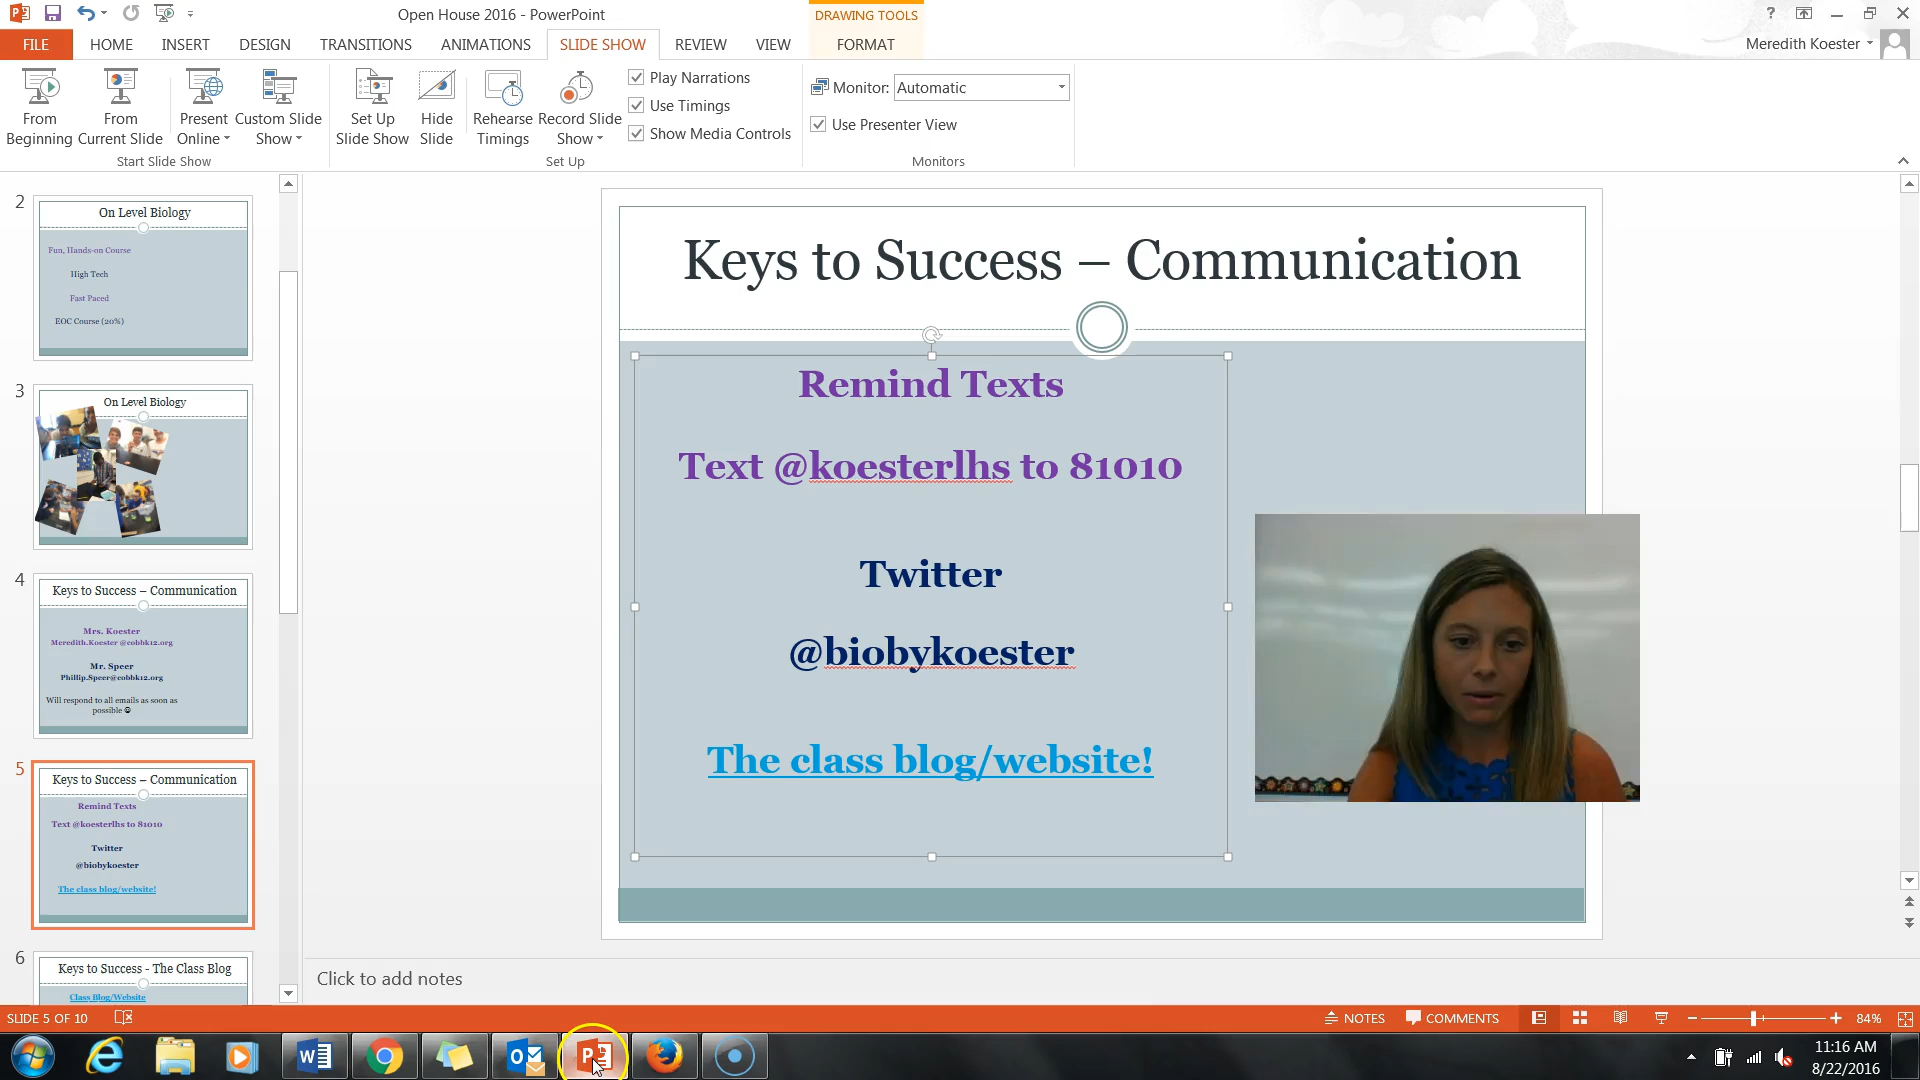 Open House 2016 - PowerPoint
DRAWING TOOLS
?
FILE HOME INSERT DESIGN TRANSITIONS ANIMATIONS SLIDE SHOW REVIEW VIEW FORMAT
Meredith Koester
From Beginning
From Current Slide
Present Online
Custom Slide Show
Start Slide Show
Set Up Slide Show
Hide Slide
Rehearse Timings
Record Slide Show
Play Narrations
Use Timings
Show Media Controls
Set Up
Monitor: Automatic
Use Presenter View
Monitors
2
On Level Biology
Fun, Hands-on Course
High Tech
Fast Paced
EOC Course (20%)
3
On Level Biology
4
Keys to Success – Communication
Mrs. Koester
Meredith.Koester @cobbk12.org
Mr. Speer
Phillip.Speer@cobbk12.org
Will respond to all emails as soon as
possible ☺
5
Keys to Success – Communication
Remind Texts
Text @koesterlhs to 81010
Twitter
@biobykoester
The class blog/website!
6
Keys to Success - The Class Blog
Class Blog/Website
Keys to Success – Communication
Remind Texts
Text @koesterlhs to 81010
Twitter
@biobykoester
The class blog/website!
Click to add notes
SLIDE 5 OF 10
NOTES COMMENTS
84%
11:16 AM
8/22/2016